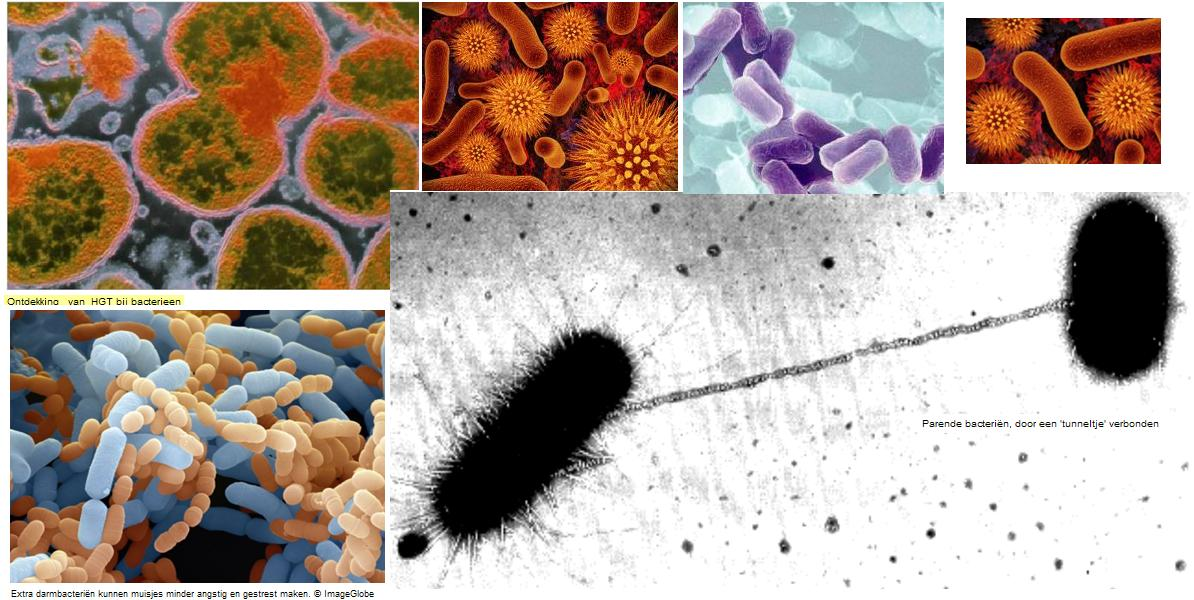 Ontdekking van HGT bij bacterieen
Parende bacteriën, door een 'tunneltje' verbonden
Extra darmbacteriën kunnen muisjes minder angstig en gestrest maken. © ImageGlobe